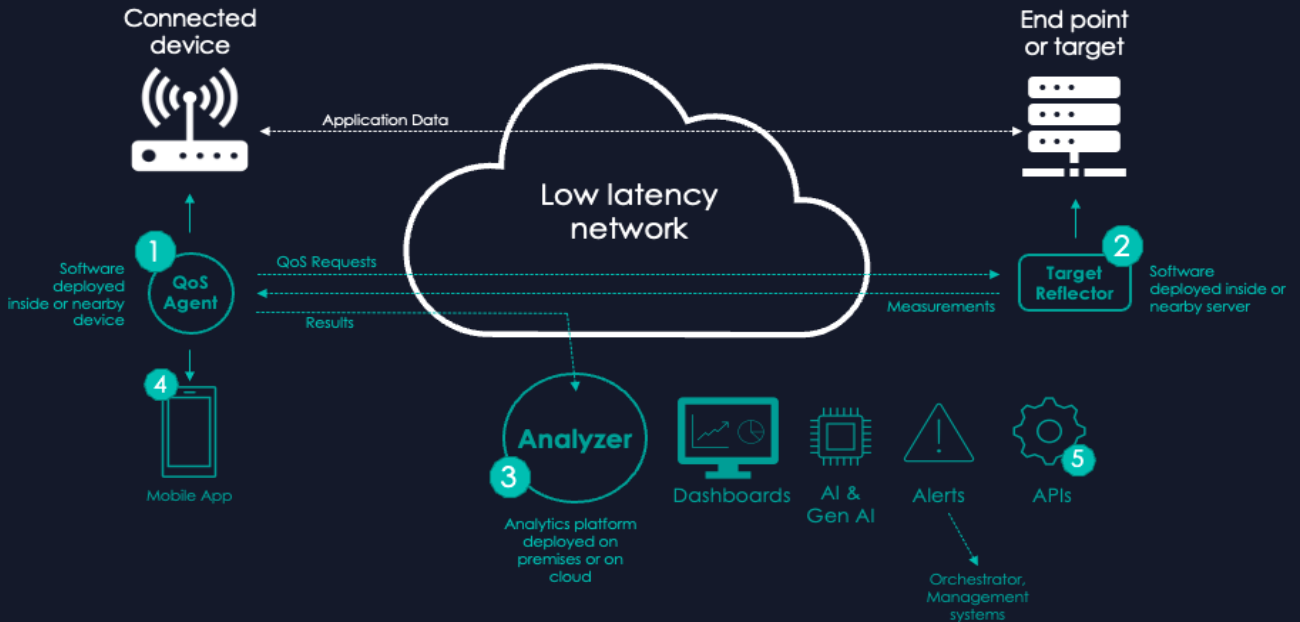 Connected
device
End point
or target
Application Data
Low latency
network
1
QoS
Agent
Software
deployed
inside or nearby
device
QoS Requests
Measurements
Results
2
Target
Reflector
Software
deployed inside or
nearby server
4
Mobile App
Analyzer
3
Analytics platform
deployed on
premises or on
cloud
Dashboards
AI &
Gen AI
Alerts
5
APIs
Orchestrator,
Management
systems